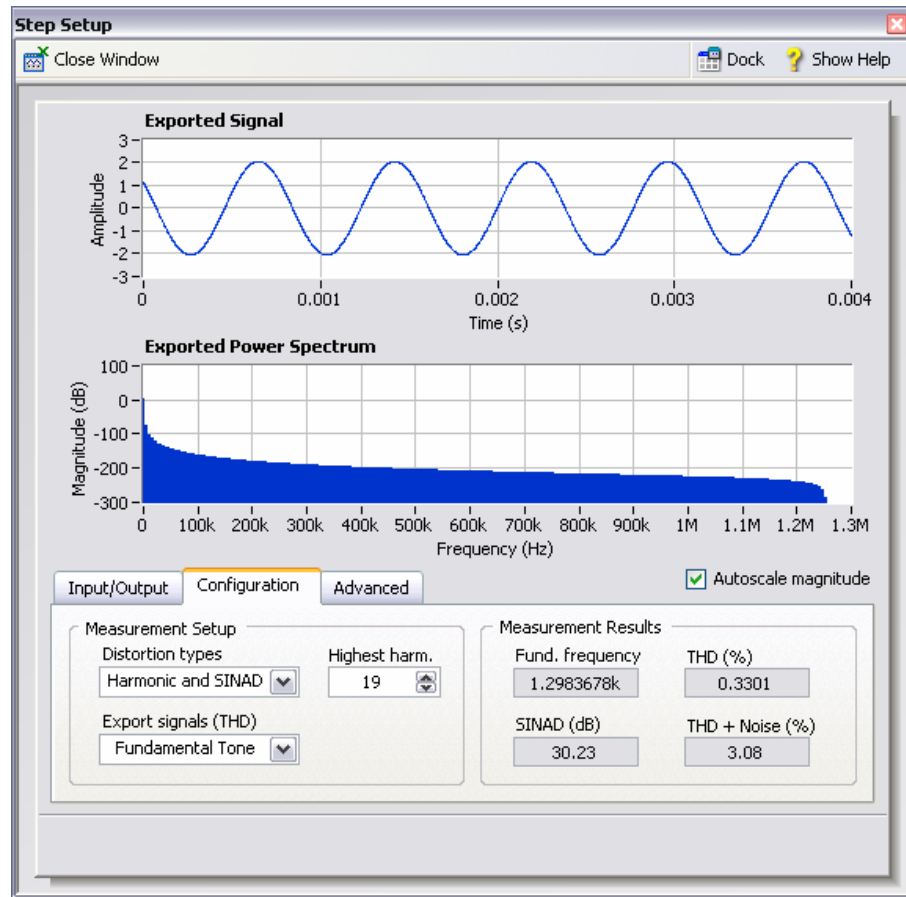 Step Setup
Close Window Dock Show Help
Exported Signal
3
2
1
0
-1
-2
-3
Amplitude
0 0.001 0.002 0.003 0.004
Time (s)
Exported Power Spectrum
100
0
-100
-200
-300
Magnitude (dB)
0 100k 200k 300k 400k 500k 600k 700k 800k 900k 1M 1.1M 1.2M 1.3M
Frequency (Hz)
Input/Output Configuration Advanced Autoscale magnitude
Measurement Setup
Distortion types Highest harm.
Harmonic and SINAD 19
Export signals (THD)
Fundamental Tone
Measurement Results
Fund. frequency THD (%)
1.2983678k 0.3301
SINAD (dB) THD + Noise (%)
30.23 3.08